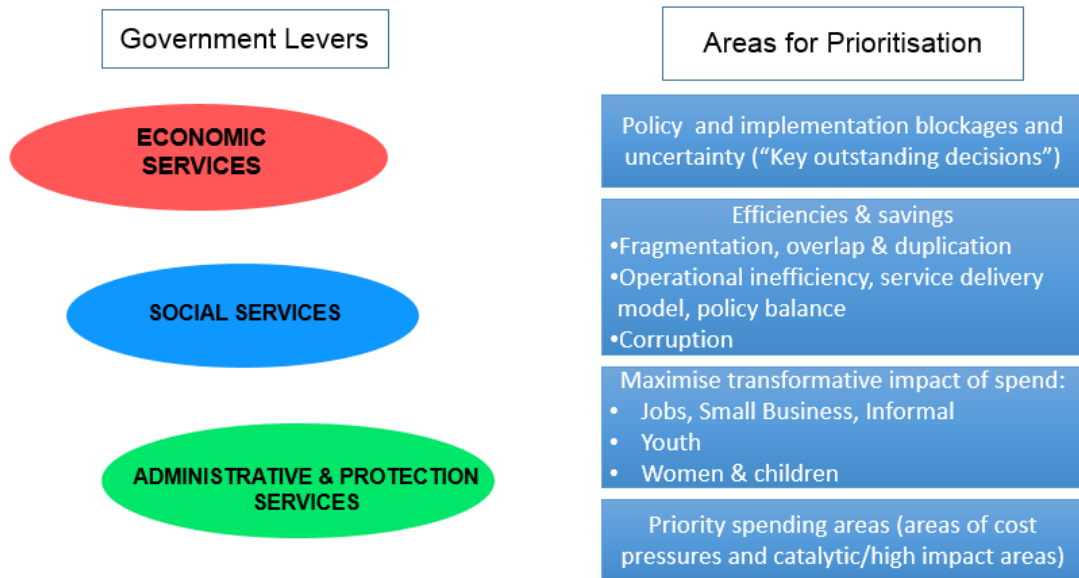 Government Levers
ECONOMIC
SERVICES
SOCIAL SERVICES
ADMINISTRATIVE & PROTECTION
SERVICES
Areas for Prioritisation
Policy and implementation blockages and
uncertainty (“Key outstanding decisions”)
Efficiencies & savings
•Fragmentation, overlap & duplication
•Operational inefficiency, service delivery
model, policy balance
•Corruption
Maximise transformative impact of spend:
• Jobs, Small Business, Informal
• Youth
• Women & children
Priority spending areas (areas of cost
pressures and catalytic/high impact areas)